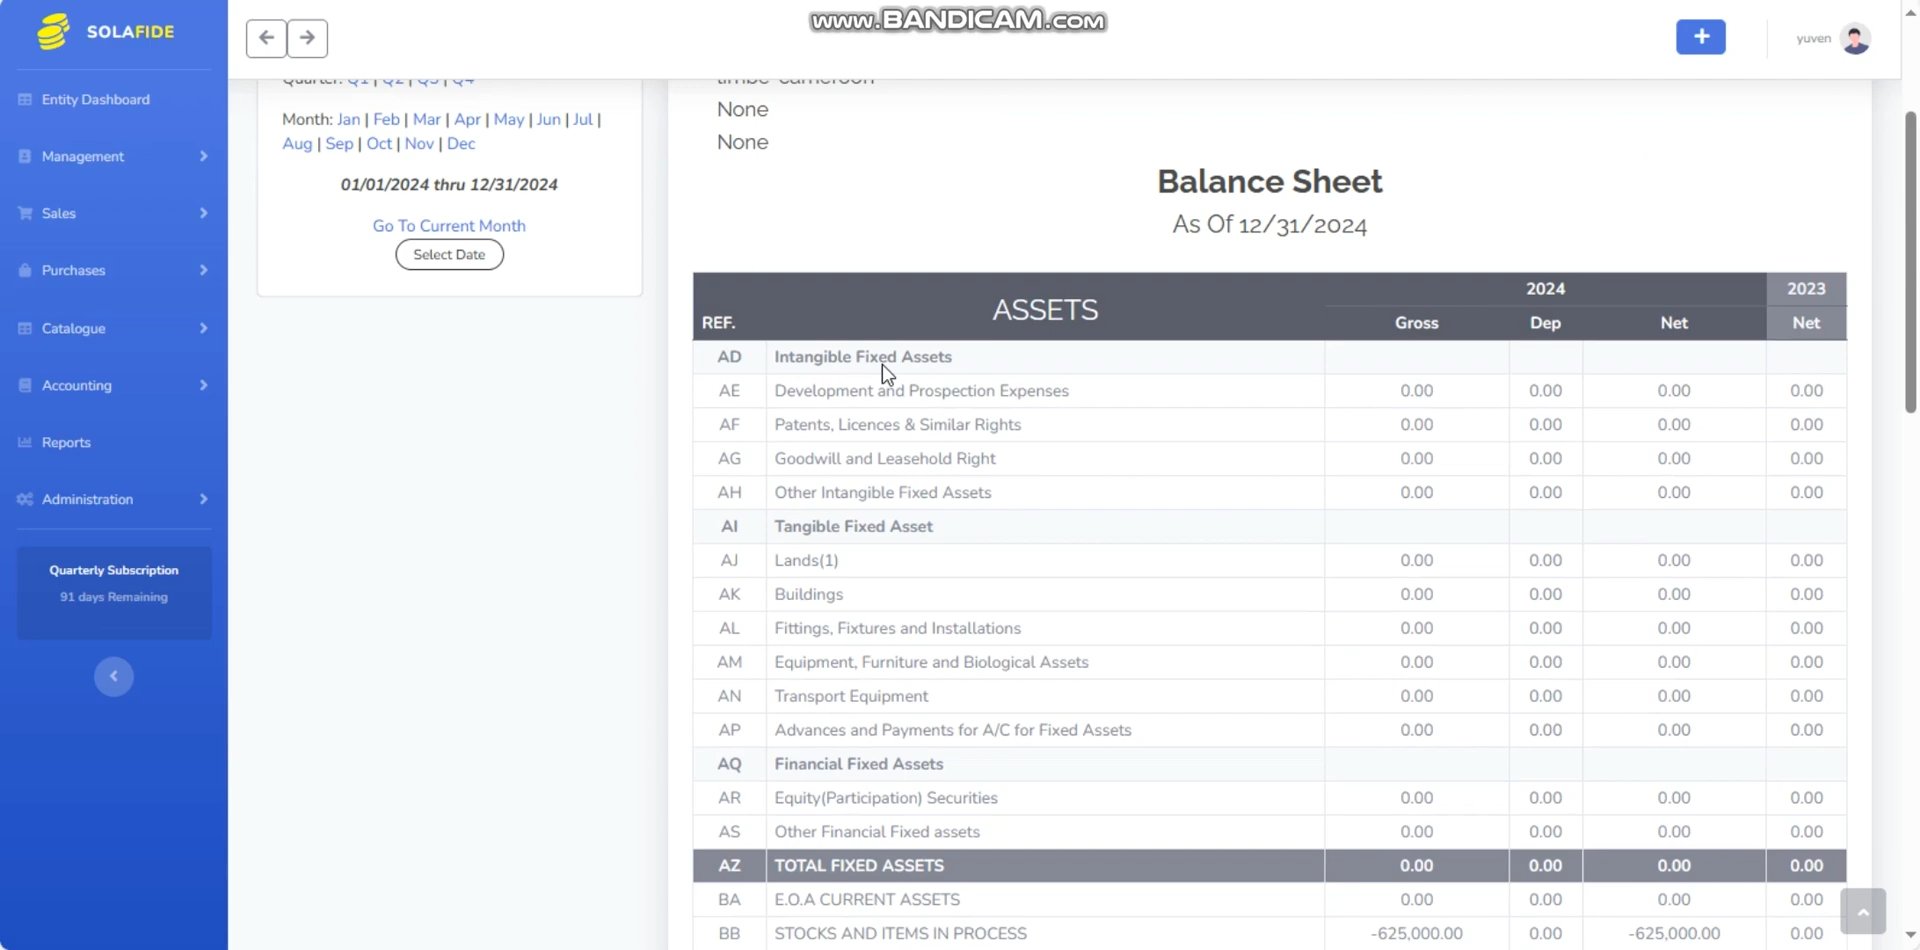 SOLAFIDE
www.BANDICAM.com
yuven
Entity Dashboard
Management
Sales
Purchases
Catalogue
Accounting
Reports
Administration
Quarterly Subscription
91 days Remaining
Quarter: Q1 | Q2 | Q3 | Q4
Month: Jan | Feb | Mar | Apr | May | Jun | Jul |
Aug | Sep | Oct | Nov | Dec
01/01/2024 thru 12/31/2024
Go To Current Month
Select Date
limbe-Cameroon
None
None
Balance Sheet
As Of 12/31/2024
REF. ASSETS 2024 2023
Gross Dep Net Net
AD Intangible Fixed Assets
AE Development and Prospection Expenses 0.00 0.00 0.00 0.00
AF Patents, Licences & Similar Rights 0.00 0.00 0.00 0.00
AG Goodwill and Leasehold Right 0.00 0.00 0.00 0.00
AH Other Intangible Fixed Assets 0.00 0.00 0.00 0.00
AI Tangible Fixed Asset
AJ Lands(1) 0.00 0.00 0.00 0.00
AK Buildings 0.00 0.00 0.00 0.00
AL Fittings, Fixtures and Installations 0.00 0.00 0.00 0.00
AM Equipment, Furniture and Biological Assets 0.00 0.00 0.00 0.00
AN Transport Equipment 0.00 0.00 0.00 0.00
AP Advances and Payments for A/C for Fixed Assets 0.00 0.00 0.00 0.00
AQ Financial Fixed Assets
AR Equity(Participation) Securities 0.00 0.00 0.00 0.00
AS Other Financial Fixed assets 0.00 0.00 0.00 0.00
AZ TOTAL FIXED ASSETS 0.00 0.00 0.00 0.00
BA E.O.A CURRENT ASSETS 0.00 0.00 0.00 0.00
BB STOCKS AND ITEMS IN PROCESS -625,000.00 0.00 -625,000.00 0.00